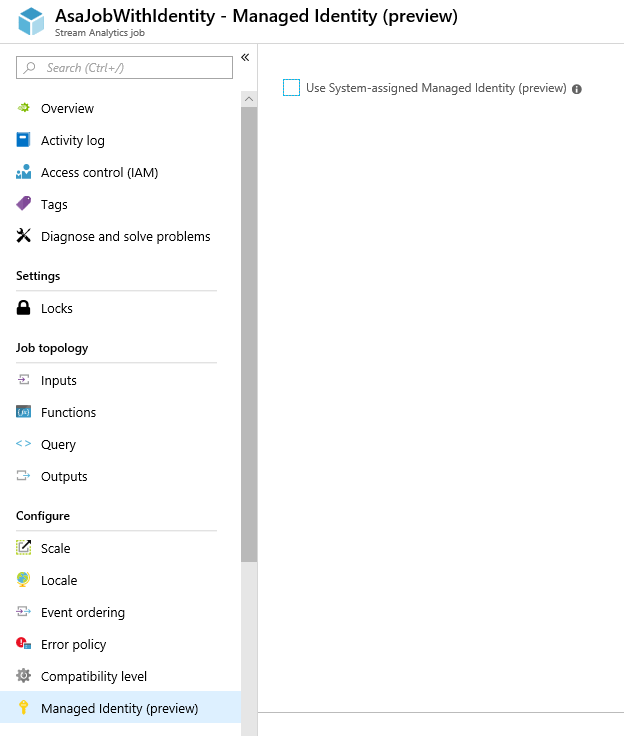 AsaJobWithIdentity - Managed Identity (preview)
Stream Analytics job
Search (Ctrl+/)
Overview
Activity log
Access control (IAM)
Tags
Diagnose and solve problems
Settings
Locks
Job topology
Inputs
Functions
Query
Outputs
Configure
Scale
Locale
Event ordering
Error policy
Compatibility level
Managed Identity (preview)
Use System-assigned Managed Identity (preview)